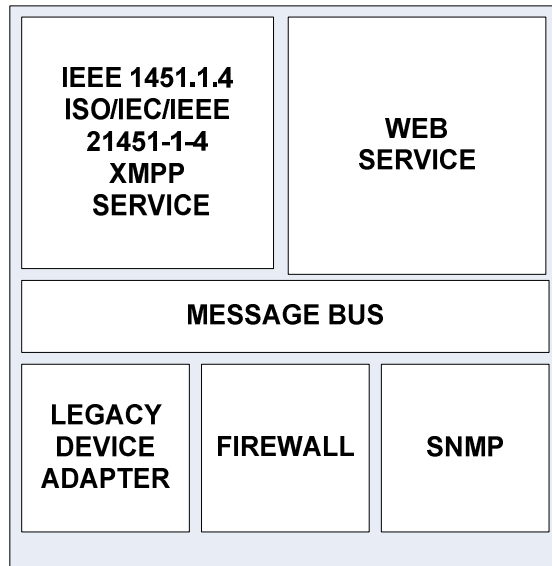 IEEE 1451.1.4
ISO/IEC/IEEE
21451-1-4
XMPP
SERVICE
WEB
SERVICE
MESSAGE BUS
LEGACY
DEVICE
ADAPTER
FIREWALL
SNMP